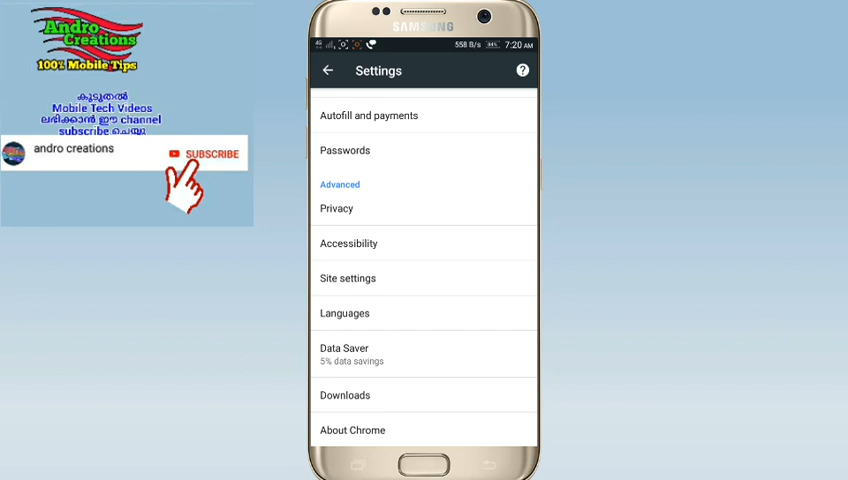 Andro
Creations
100% Mobile Tips
കൂടുതൽ
Mobile Tech Videos
ലഭിക്കാൻ ഈ channel
subscribe ചെയ്യൂ
andro creations
SUBSCRIBE
SAMSUNG
558 B/s
7:20 AM
Settings
Autofill and payments
Passwords
Advanced
Privacy
Accessibility
Site settings
Languages
Data Saver
5% data savings
Downloads
About Chrome